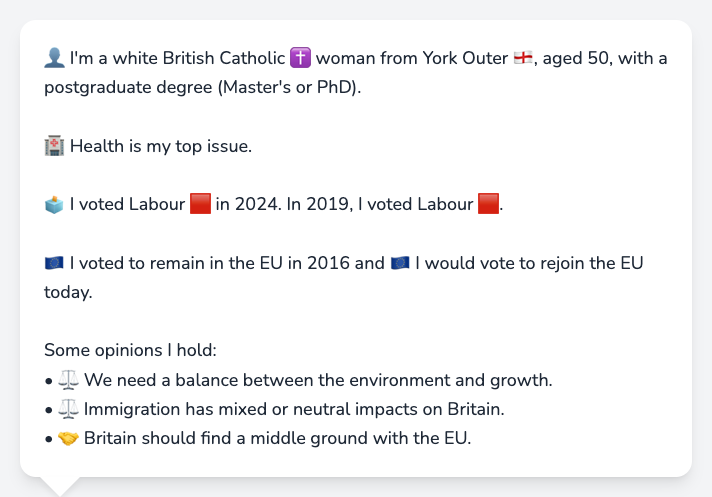 👤 I'm a white British Catholic ✝️ woman from York Outer 🏴󠁧󠁢󠁥󠁮󠁧󠁿, aged 50, with a
postgraduate degree (Master's or PhD).
🏥 Health is my top issue.
🗳️ I voted Labour 🟥 in 2024. In 2019, I voted Labour 🟥.
🇪🇺 I voted to remain in the EU in 2016 and 🇪🇺 I would vote to rejoin the EU
today.
Some opinions I hold:
• ⚖️ We need a balance between the environment and growth.
• ⚖️ Immigration has mixed or neutral impacts on Britain.
• 🤝 Britain should find a middle ground with the EU.